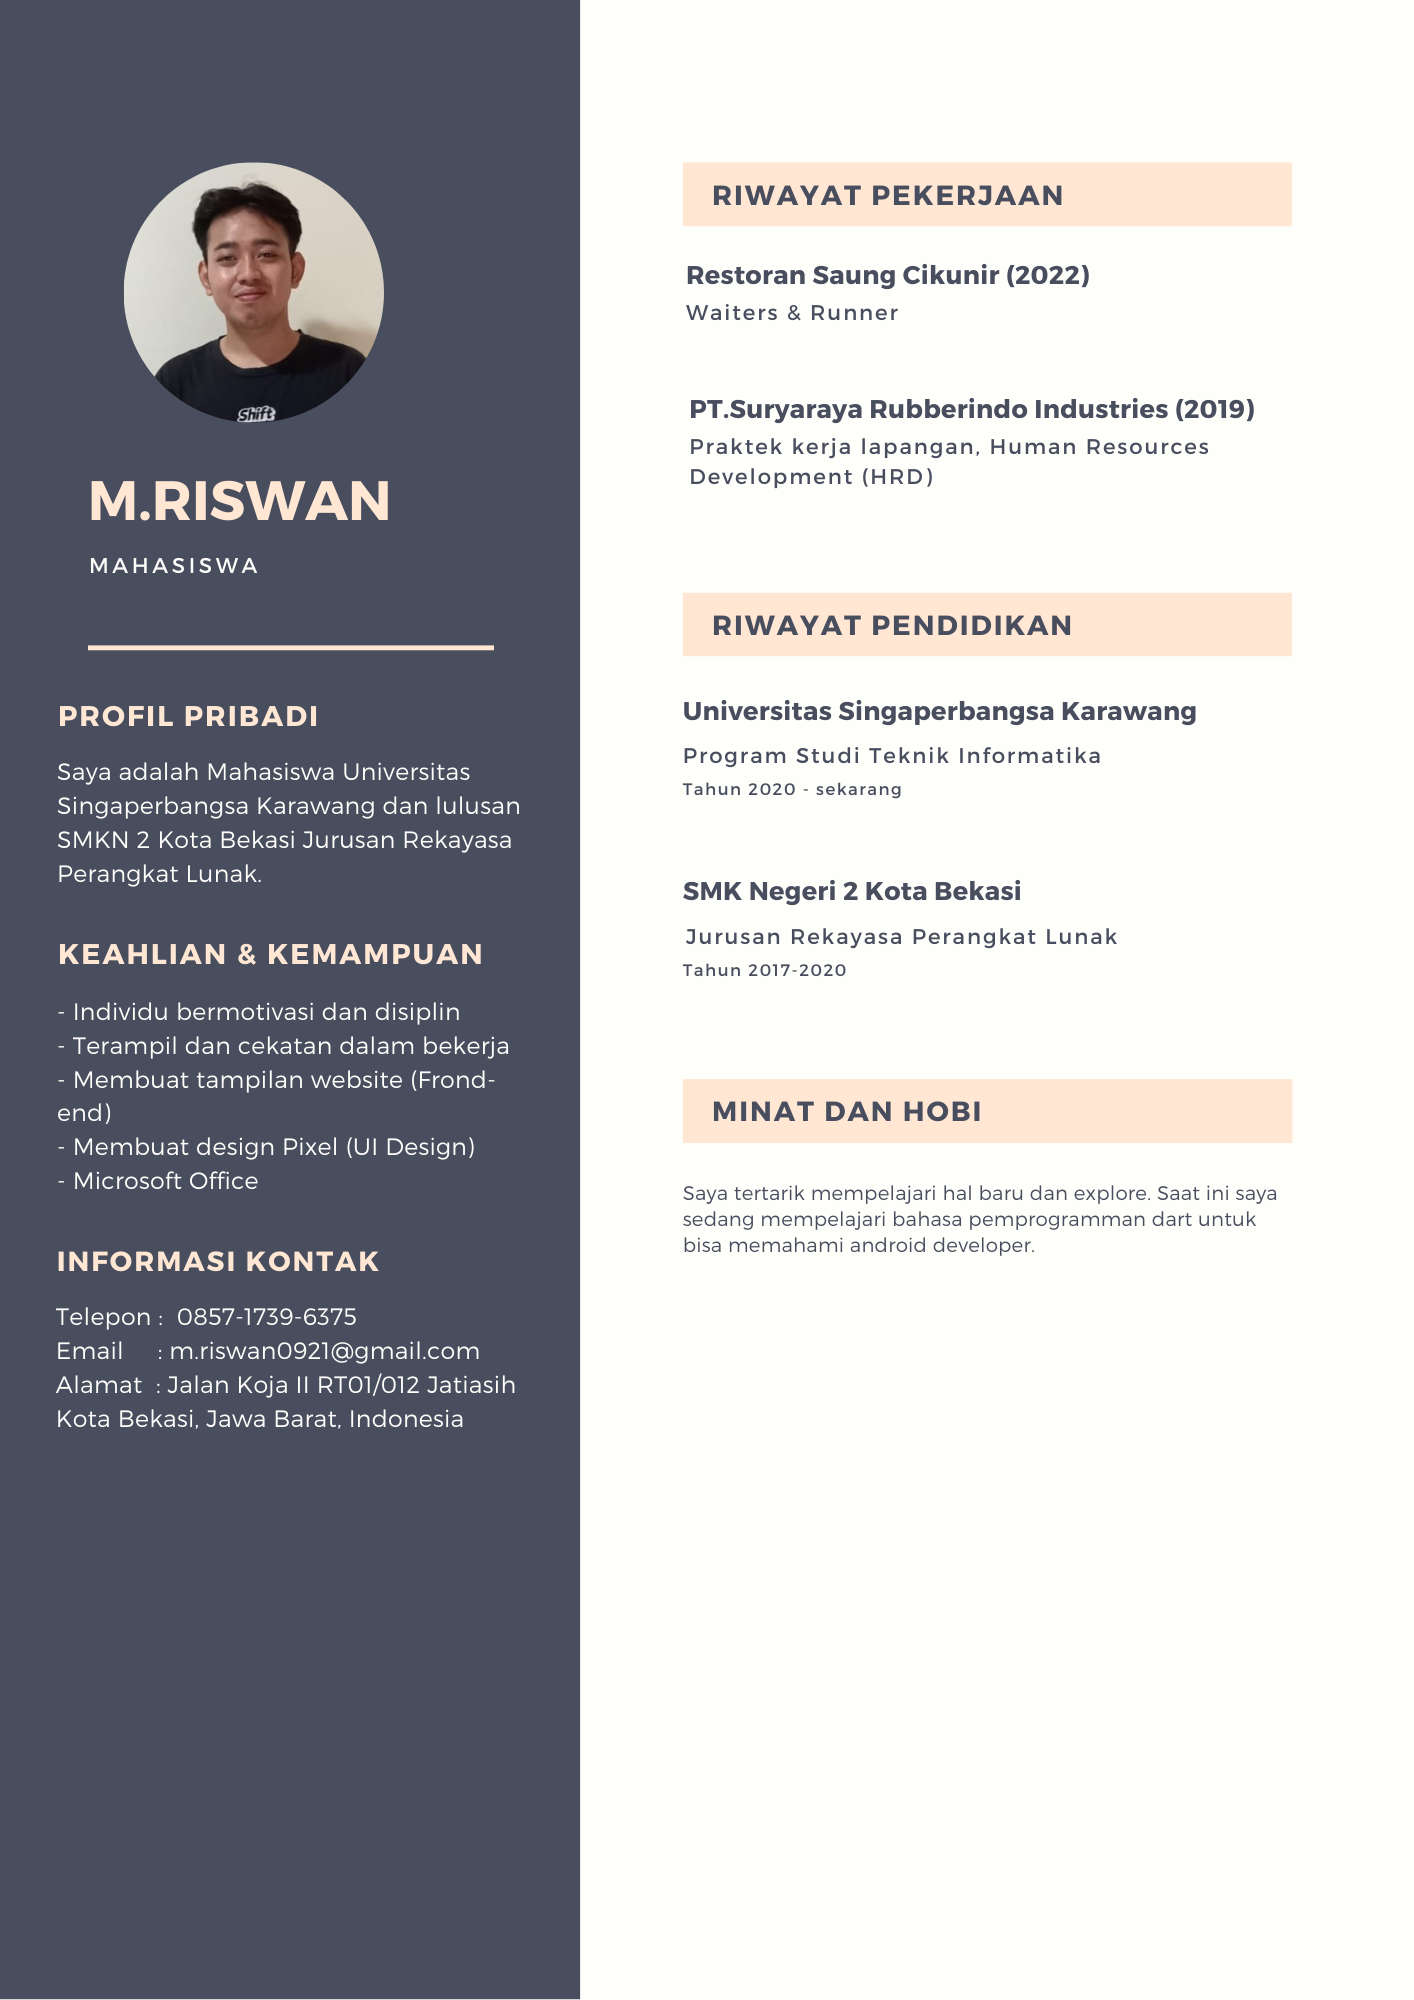 Shift
M.RISWAN
MAHASISWA
PROFIL PRIBADI
Saya adalah Mahasiswa Universitas
Singaperbangsa Karawang dan lulusan
SMKN 2 Kota Bekasi Jurusan Rekayasa
Perangkat Lunak.
KEAHLIAN & KEMAMPUAN
- Individu bermotivasi dan disiplin
- Terampil dan cekatan dalam bekerja
- Membuat tampilan website (Frond-
end)
- Membuat design Pixel (UI Design)
- Microsoft Office
INFORMASI KONTAK
Telepon : 0857-1739-6375
Email : m.riswan0921@gmail.com
Alamat : Jalan Koja II RT01/012 Jatiasih
Kota Bekasi, Jawa Barat, Indonesia
RIWAYAT PEKERJAAN
Restoran Saung Cikunir (2022)
Waiters & Runner
PT.Suryaraya Rubberindo Industries (2019)
Praktek kerja lapangan, Human Resources
Development (HRD)
RIWAYAT PENDIDIKAN
Universitas Singaperbangsa Karawang
Program Studi Teknik Informatika
Tahun 2020 - sekarang
SMK Negeri 2 Kota Bekasi
Jurusan Rekayasa Perangkat Lunak
Tahun 2017-2020
MINAT DAN HOBI
Saya tertarik mempelajari hal baru dan explore. Saat ini saya
sedang mempelajari bahasa pemprogramman dart untuk
bisa memahami android developer.